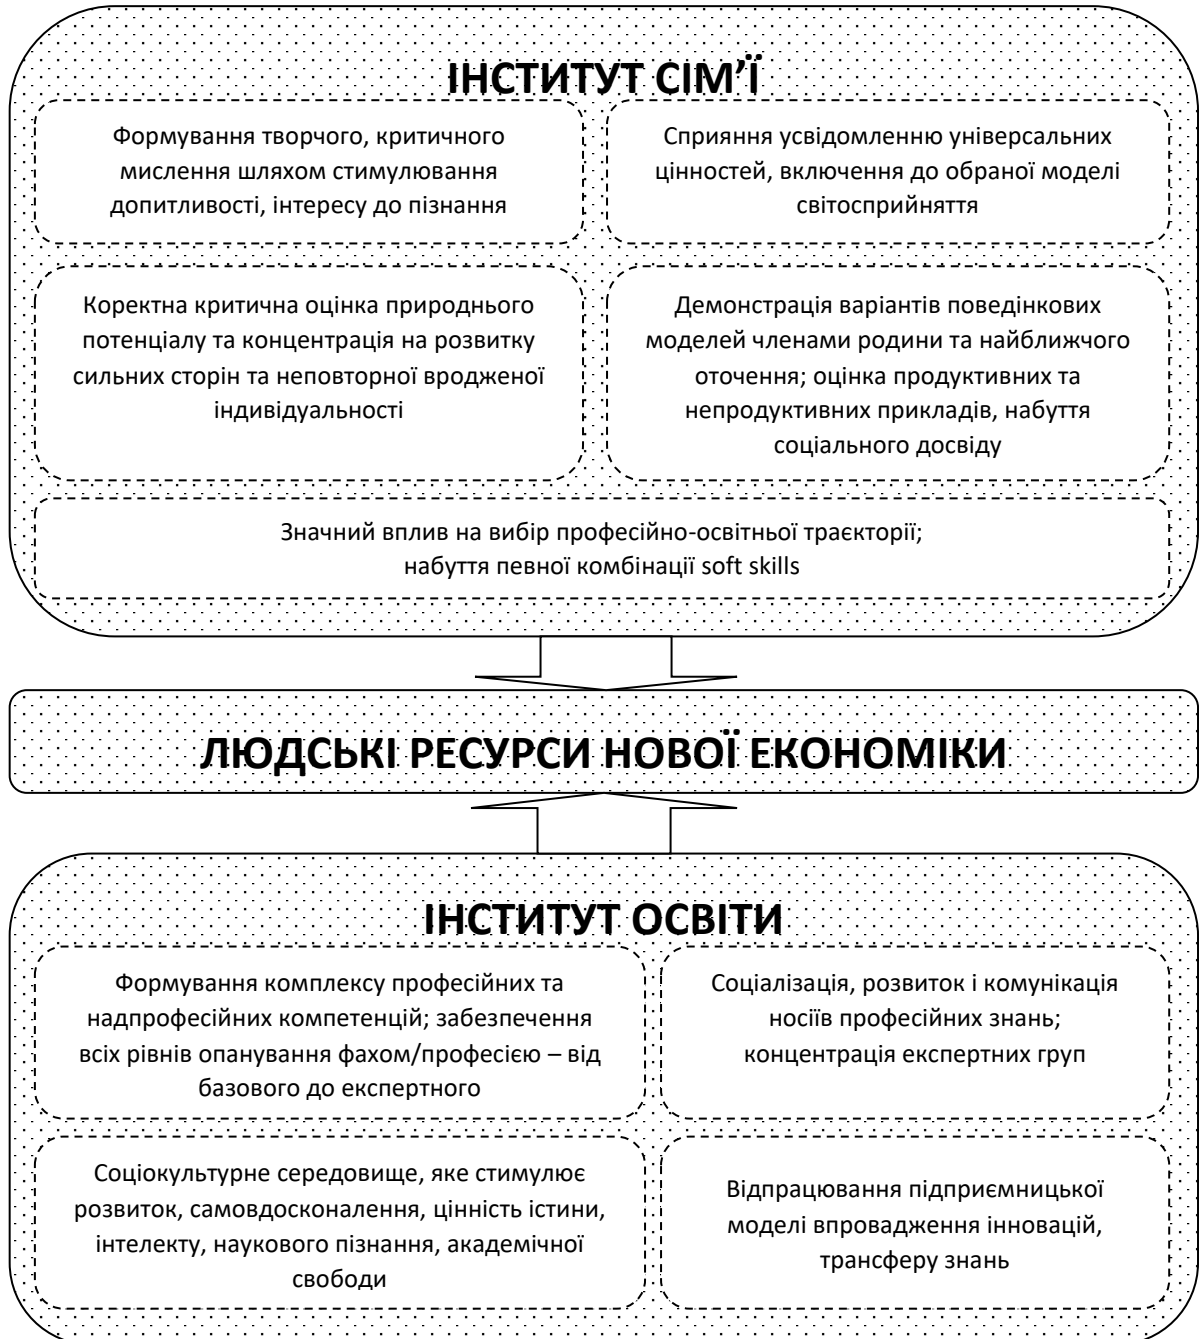 ІНСТИТУТ СІМ’Ї
Формування творчого, критичного
мислення шляхом стимулювання
допитливості, інтересу до пізнання
Сприяння усвідомленню універсальних
цінностей, включення до обраної моделі
світосприйняття
Коректна критична оцінка природнього
потенціалу та концентрація на розвитку
сильних сторін та неповторної вродженої
індивідуальності
Демонстрація варіантів поведінкових
моделей членами родини та найближчого
оточення; оцінка продуктивних та
непродуктивних прикладів, набуття
соціального досвіду
Значний вплив на вибір професійно-освітньої траєкторії;
набуття певної комбінації soft skills
ЛЮДСЬКІ РЕСУРСИ НОВОЇ ЕКОНОМІКИ
ІНСТИТУТ ОСВІТИ
Формування комплексу професійних та
надпрофесійних компетенцій; забезпечення
всіх рівнів опанування фахом/професією – від
базового до експертного
Соціалізація, розвиток і комунікація
носіїв професійних знань;
концентрація експертних груп
Соціокультурне середовище, яке стимулює
розвиток, самовдосконалення, цінність істини,
інтелекту, наукового пізнання, академічної
свободи
Відпрацювання підприємницької
моделі впровадження інновацій,
трансферу знань